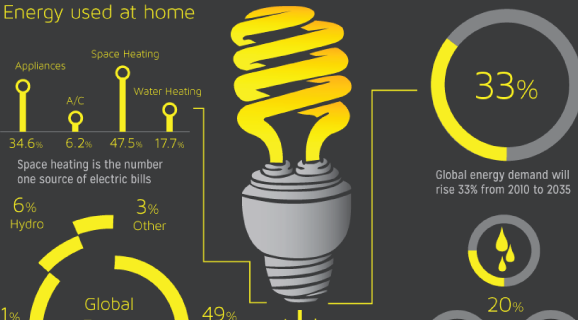 Energy used at home
Space Heating
Appliances
A/C
Water Heating
34.6% 6.2% 47.5% 17.7%
Space heating is the number
one source of electric bills
33%
Global energy demand will
rise 33% from 2010 to 2035
6%
Hydro
3%
Other
Global
1%
49%
20%